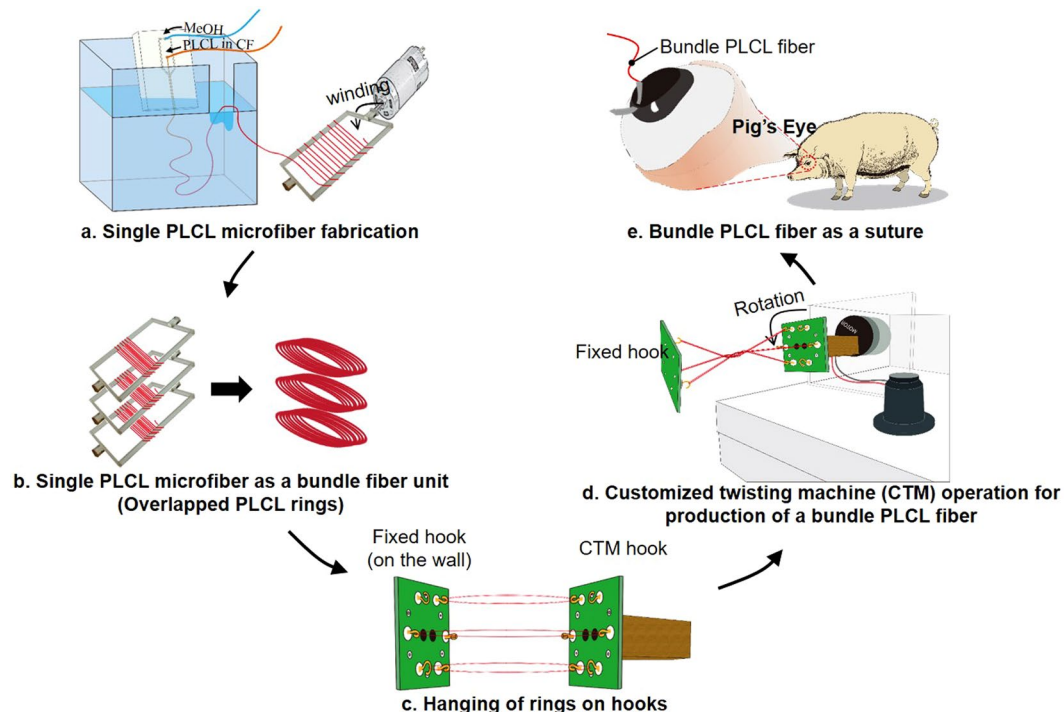 MeOH
PLCL in CF
winding
a. Single PLCL microfiber fabrication
b. Single PLCL microfiber as a bundle fiber unit
(Overlapped PLCL rings)
Fixed hook
(on the wall)
CTM hook
c. Hanging of rings on hooks
Rotation
Fixed hook
MOTOR
d. Customized twisting machine (CTM) operation for
production of a bundle PLCL fiber
Bundle PLCL fiber
Pig's Eye
e. Bundle PLCL fiber as a suture